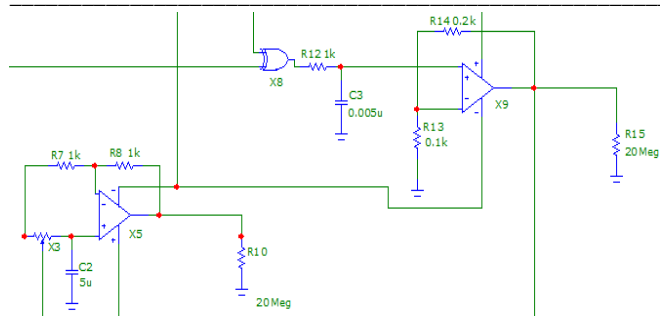 R14 0.2k
R12 1k
X8
C3
0.005u
X9
R13
0.1k
R15
20Meg
R7 1k
R8 1k
X3
X5
C2
5u
R10
20Meg